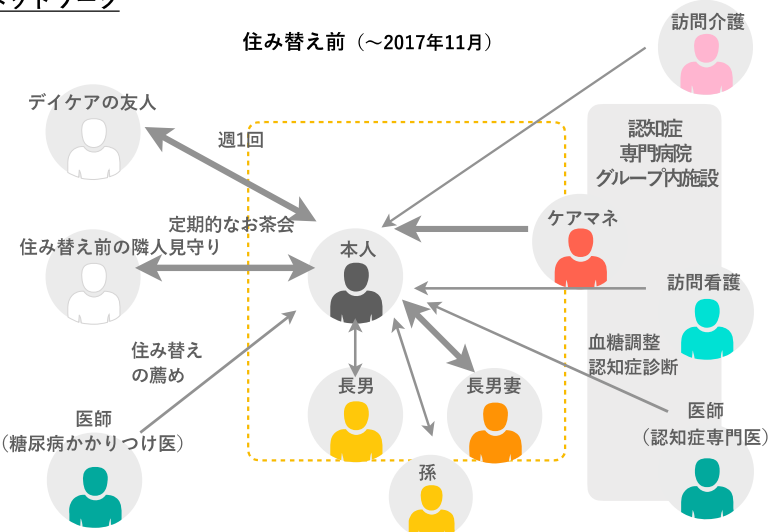 住み替え前（〜2017年11月）
訪問介護
デイケアの友人
週1回
認知症
専門病院
グループ内施設
定期的なお茶会
住み替え前の隣人見守り
本人
ケアマネ
訪問看護
住み替え
の薦め
血糖調整
認知症診断
長男
長男妻
医師
（糖尿病かかりつけ医）
医師
（認知症専門医）
孫